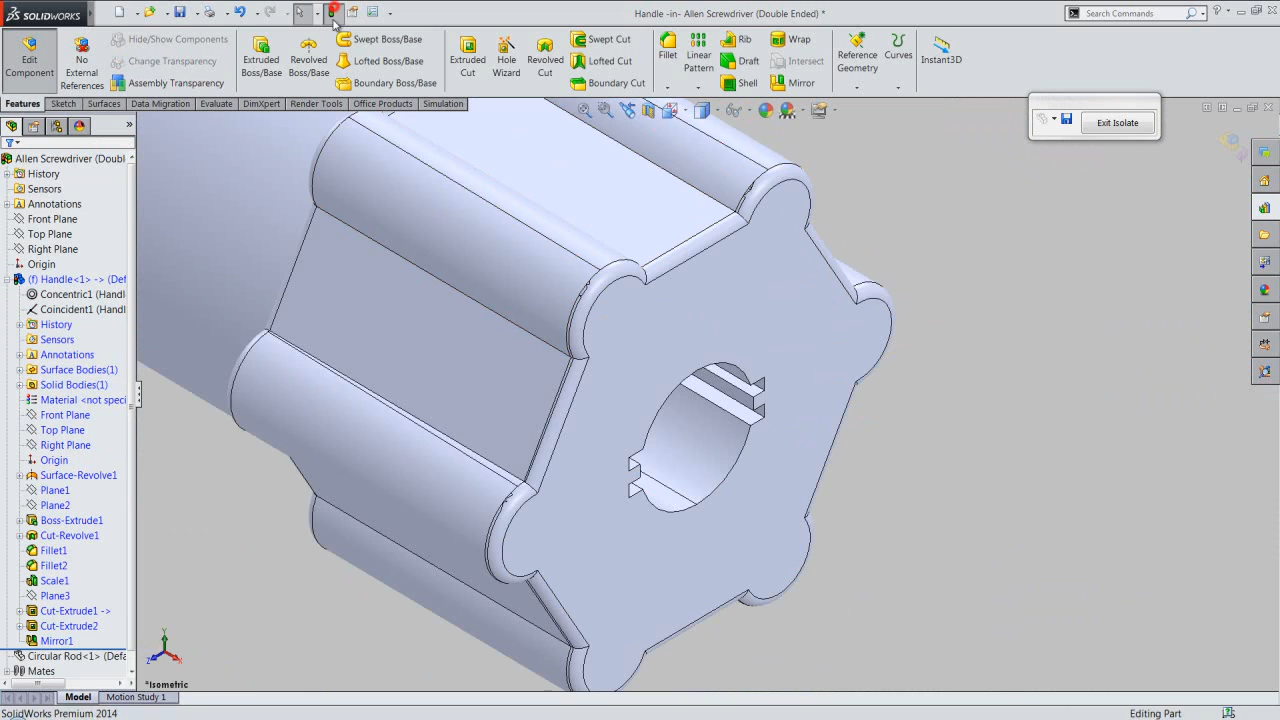 SOLIDWORKS
Handle -in- Allen Screwdriver (Double Ended) *
Search Commands
Edit Component
No External References
Hide/Show Components
Change Transparency
Assembly Transparency
Extruded Boss/Base
Revolved Boss/Base
Swept Boss/Base
Lofted Boss/Base
Boundary Boss/Base
Extruded Cut
Hole Wizard
Revolved Cut
Swept Cut
Lofted Cut
Boundary Cut
Fillet
Linear Pattern
Rib
Draft
Shell
Wrap
Intersect
Mirror
Reference Geometry
Curves
Instant3D
Features
Sketch
Surfaces
Data Migration
Evaluate
DimXpert
Render Tools
Office Products
Simulation
Exit Isolate
Allen Screwdriver (Doubl
History
Sensors
Annotations
Front Plane
Top Plane
Right Plane
Origin
(f) Handle<1> -> (Def
Concentric1 (Handl
Coincident1 (Handl
History
Sensors
Annotations
Surface Bodies(1)
Solid Bodies(1)
Material <not speci
Front Plane
Top Plane
Right Plane
Origin
Surface-Revolve1
Plane1
Plane2
Boss-Extrude1
Cut-Revolve1
Fillet1
Fillet2
Scale1
Plane3
Cut-Extrude1 ->
Cut-Extrude2
Mirror1
Circular Rod<1> (Defa
Mates
Y
Z
X
*Isometric
Model
Motion Study 1
SolidWorks Premium 2014
Editing Part